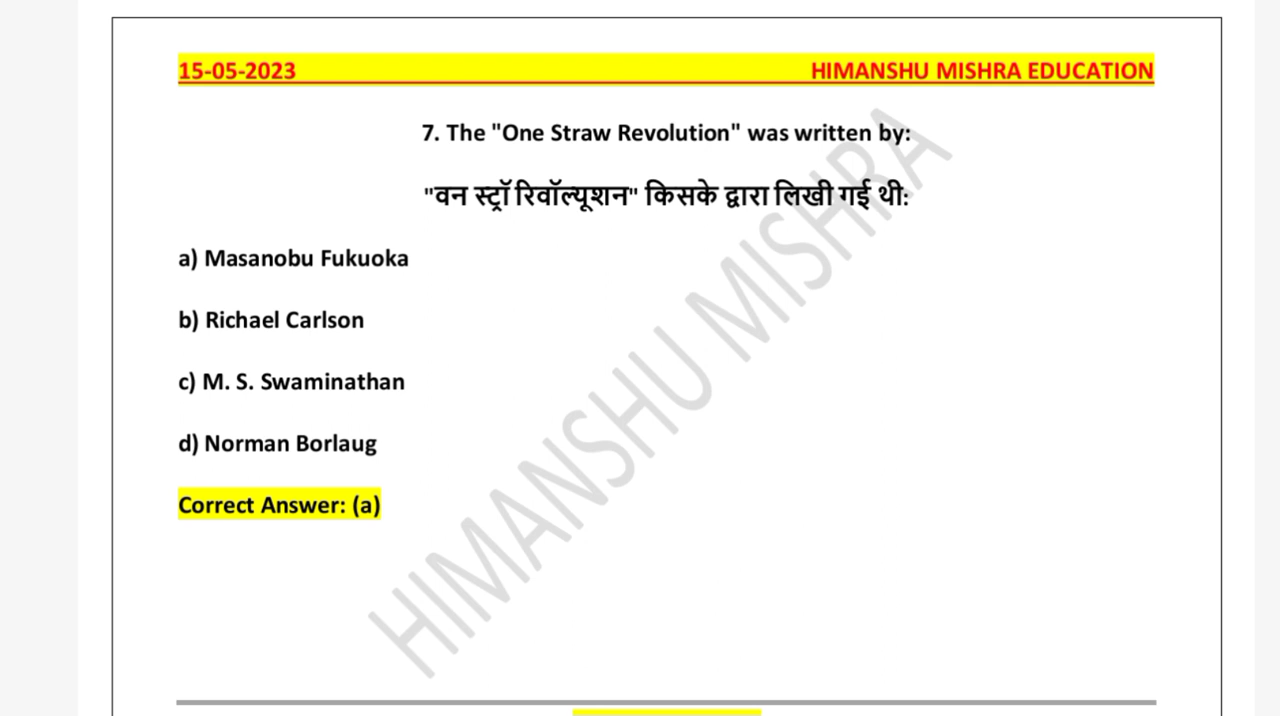 15-05-2023 HIMANSHU MISHRA EDUCATION
7. The "One Straw Revolution" was written by:
"वन स्ट्रॉ रिवॉल्यूशन" किसके द्वारा लिखी गई थी:
a) Masanobu Fukuoka
b) Richael Carlson
c) M. S. Swaminathan
d) Norman Borlaug
Correct Answer: (a)
HIMANSHU MISHRA